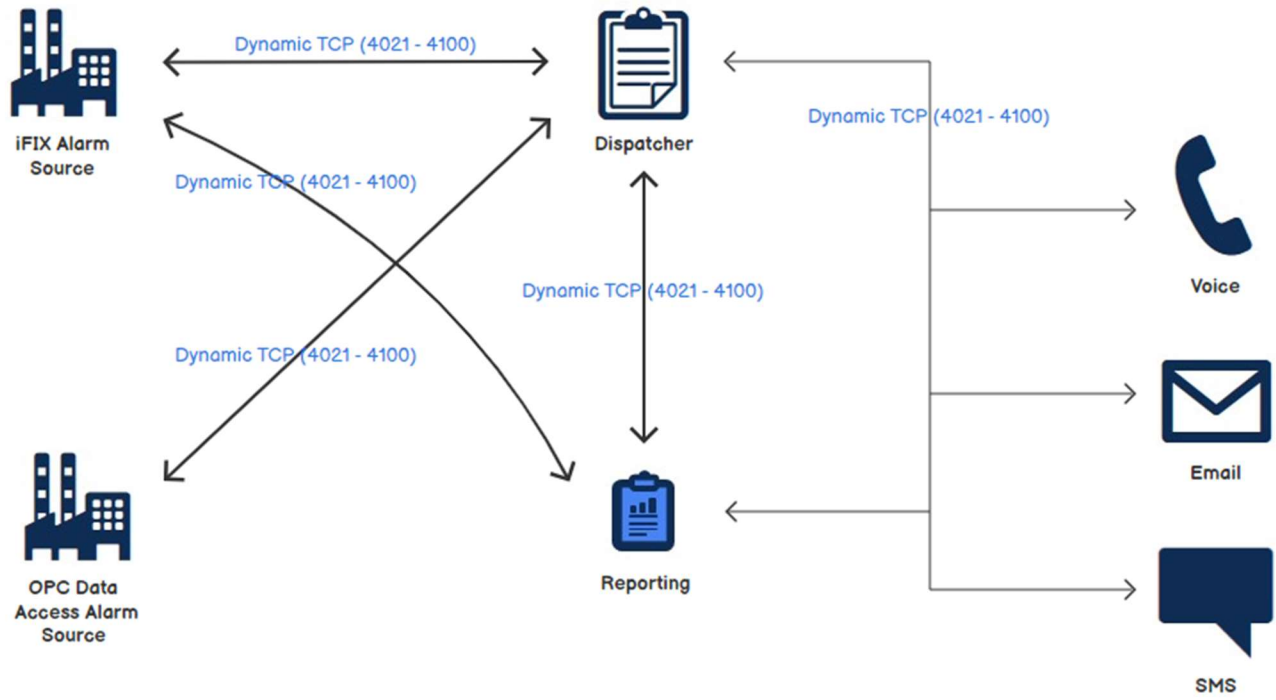 Dynamic TCP (4021 - 4100)
iFIX Alarm
Source
Dispatcher
Dynamic TCP (4021 - 4100)
Dynamic TCP (4021 - 4100)
Dynamic TCP (4021 - 4100)
Voice
Dynamic TCP (4021 - 4100)
Email
OPC Data
Access Alarm
Source
Reporting
SMS